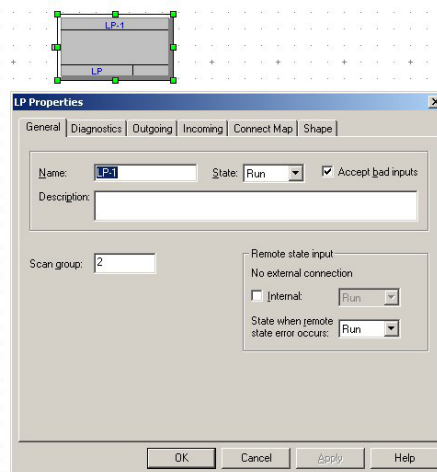 LP-1
LP
LP Properties
General Diagnostics Outgoing Incoming Connect Map Shape
Name: LP-1 State: Run Accept bad inputs
Description:
Scan group: 2
Remote state input
No external connection
Internal: Run
State when remote
state error occurs: Run
OK Cancel Apply Help